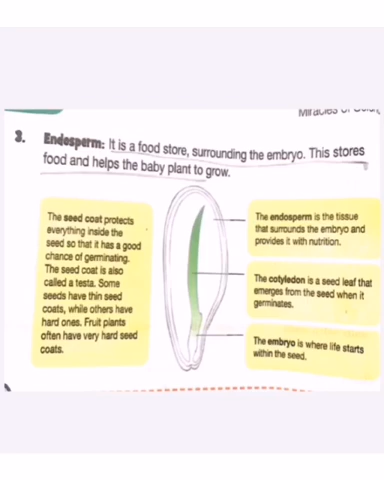 3. Endosperm: It is a food store, surrounding the embryo. This stores
food and helps the baby plant to grow.
The seed coat protects
everything inside the
seed so that it has a good
chance of germinating.
The seed coat is also
called a testa. Some
seeds have thin seed
coats, while others have
hard ones. Fruit plants
often have very hard seed
coats.
The endosperm is the tissue
that surrounds the embryo and
provides it with nutrition.
The cotyledon is a seed leaf that
emerges from the seed when it
germinates.
The embryo is where life starts
within the seed.